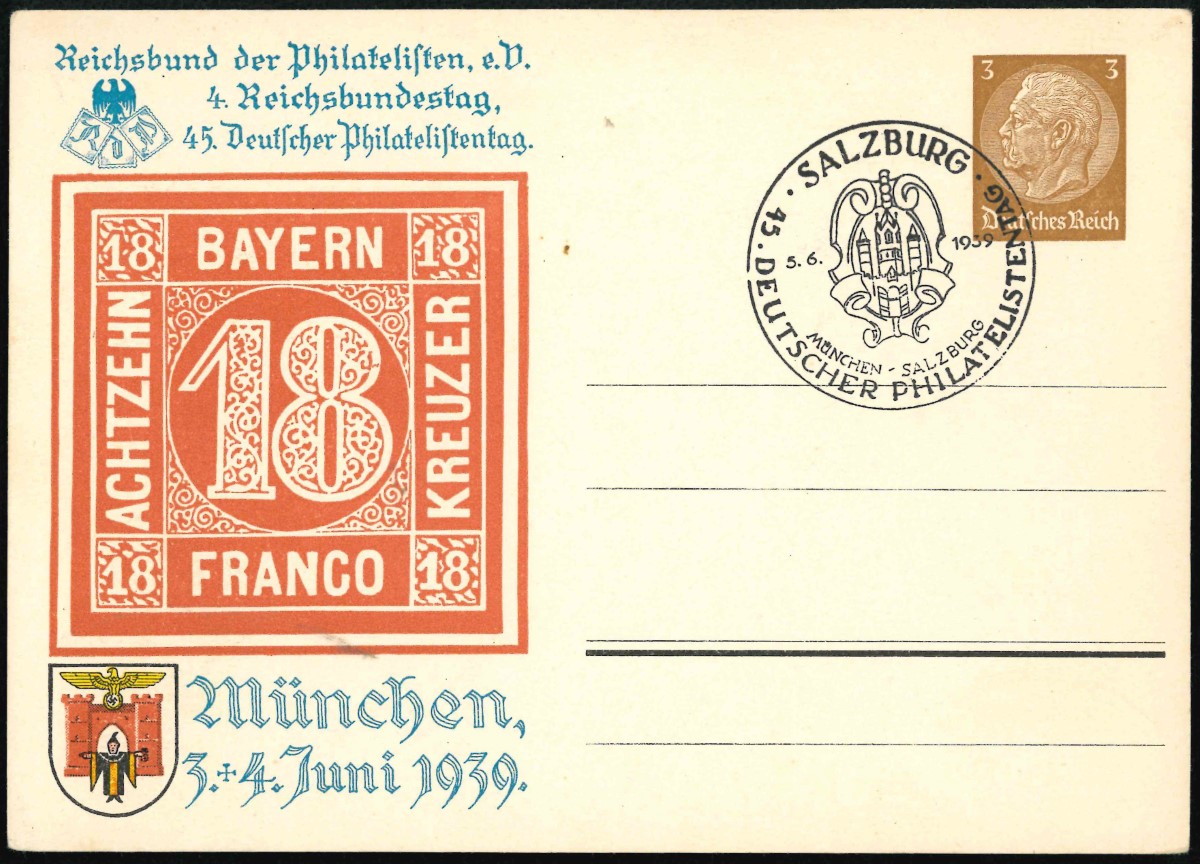 Reichsbund der Philatelisten, e.V.
4. Reichsbundestag,
45. Deutscher Philatelistentag.
R d P
18 BAYERN 18
ACHTZEHN
18
KREUZER
18 FRANCO 18
München,
3.+4. Juni 1939.
3 3
Deutsches Reich
· SALZBURG ·
5. 6. 1939
MÜNCHEN - SALZBURG
45. DEUTSCHER PHILATELISTENTAG